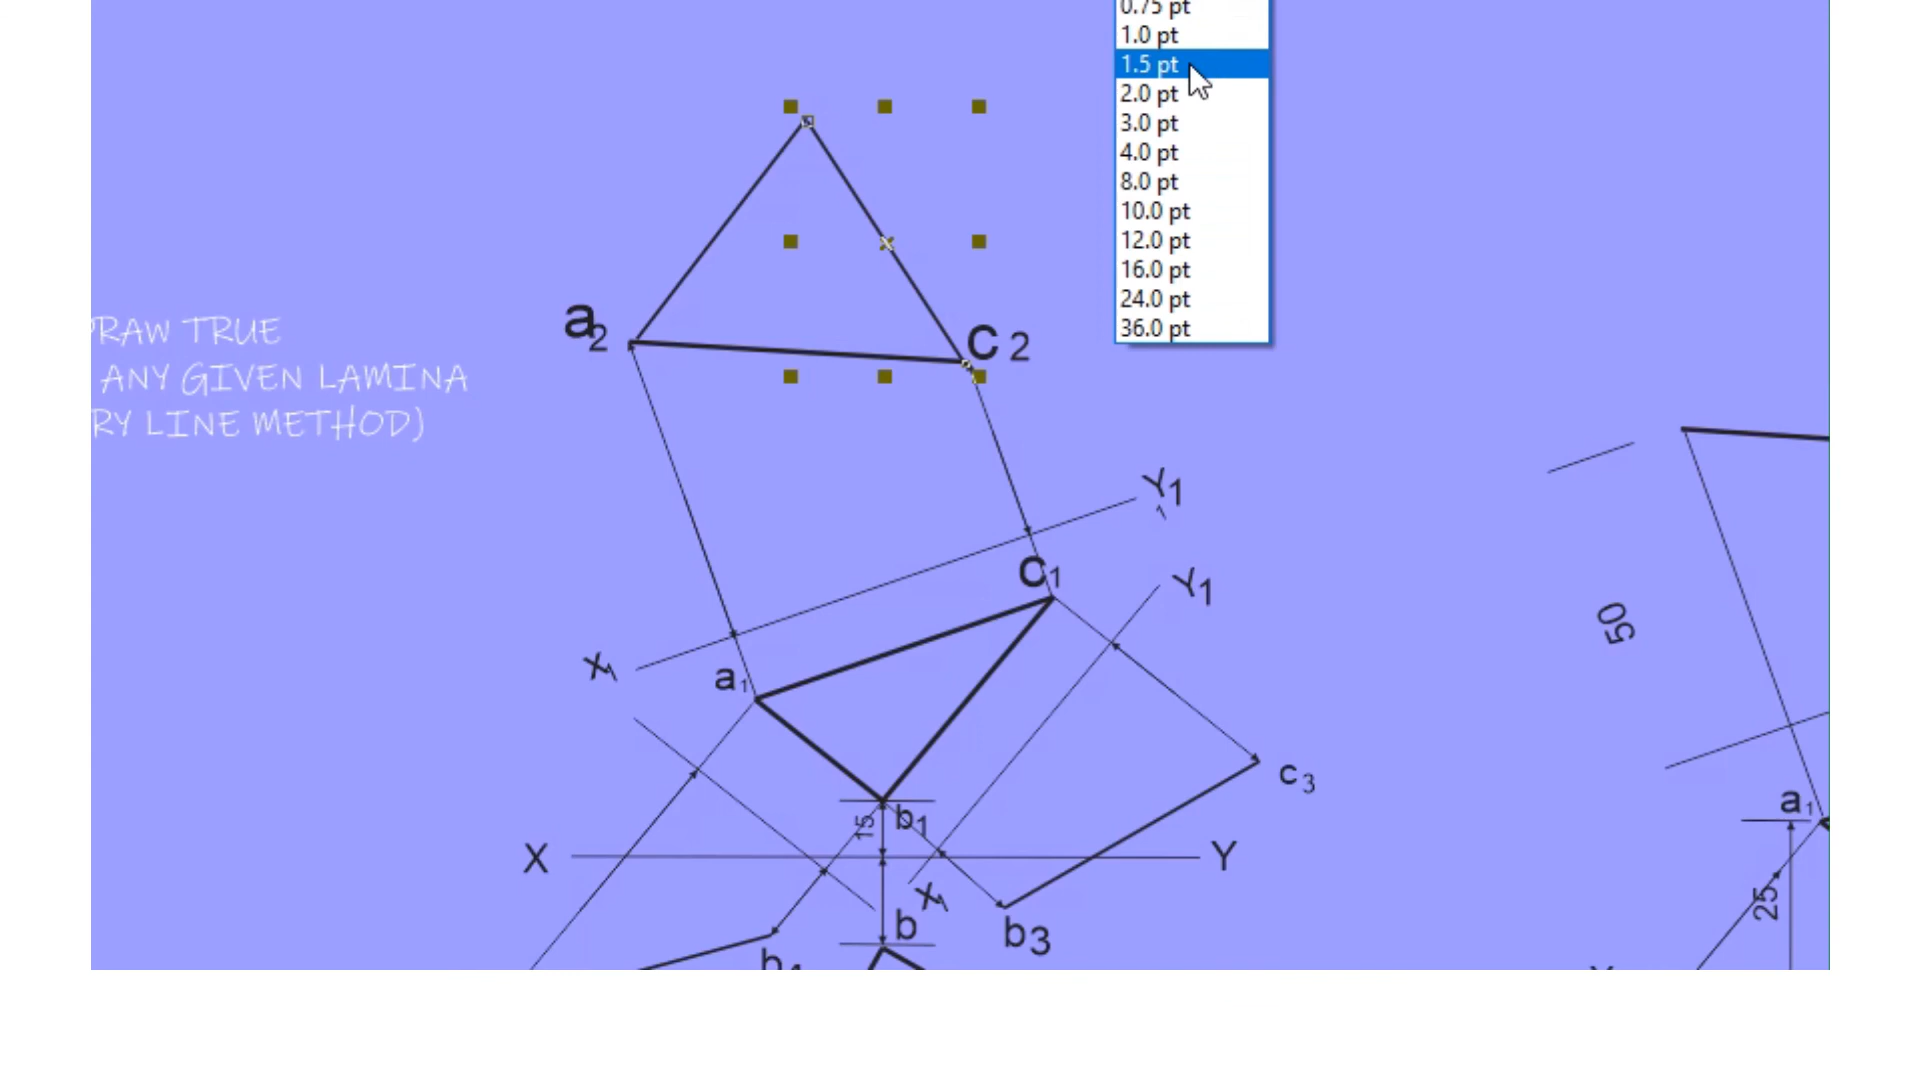 0.75 pt
1.0 pt
1.5 pt
2.0 pt
3.0 pt
4.0 pt
8.0 pt
10.0 pt
12.0 pt
16.0 pt
24.0 pt
36.0 pt
a2
C 2
RAW TRUE
ANY GIVEN LAMINA
RY LINE METHOD)
Y1
1
C1
Y1
50
X1
a1
c3
a1
15
b1
X
Y
X1
25
b
b3